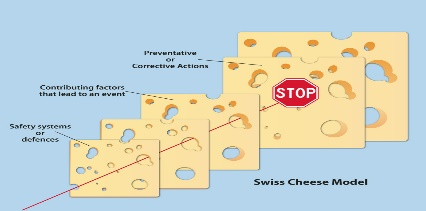 Preventative
or
Corrective Actions
STOP
Contributing factors
that lead to an event
Safety systems
or
defences
Swiss Cheese Model